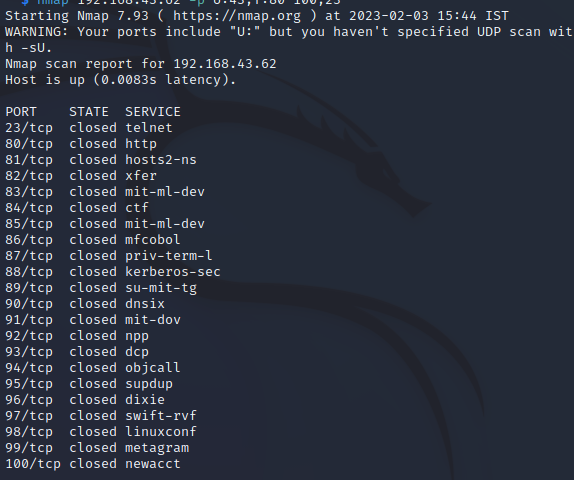 $ nmap 192.168.43.62 -p U:43,T:80-100,23
Starting Nmap 7.93 ( https://nmap.org ) at 2023-02-03 15:44 IST
WARNING: Your ports include "U:" but you haven't specified UDP scan wit
h -sU.
Nmap scan report for 192.168.43.62
Host is up (0.0083s latency).
PORT    STATE  SERVICE
23/tcp  closed telnet
80/tcp  closed http
81/tcp  closed hosts2-ns
82/tcp  closed xfer
83/tcp  closed mit-ml-dev
84/tcp  closed ctf
85/tcp  closed mit-ml-dev
86/tcp  closed mfcobol
87/tcp  closed priv-term-l
88/tcp  closed kerberos-sec
89/tcp  closed su-mit-tg
90/tcp  closed dnsix
91/tcp  closed mit-dov
92/tcp  closed npp
93/tcp  closed dcp
94/tcp  closed objcall
95/tcp  closed supdup
96/tcp  closed dixie
97/tcp  closed swift-rvf
98/tcp  closed linuxconf
99/tcp  closed metagram
100/tcp closed newacct